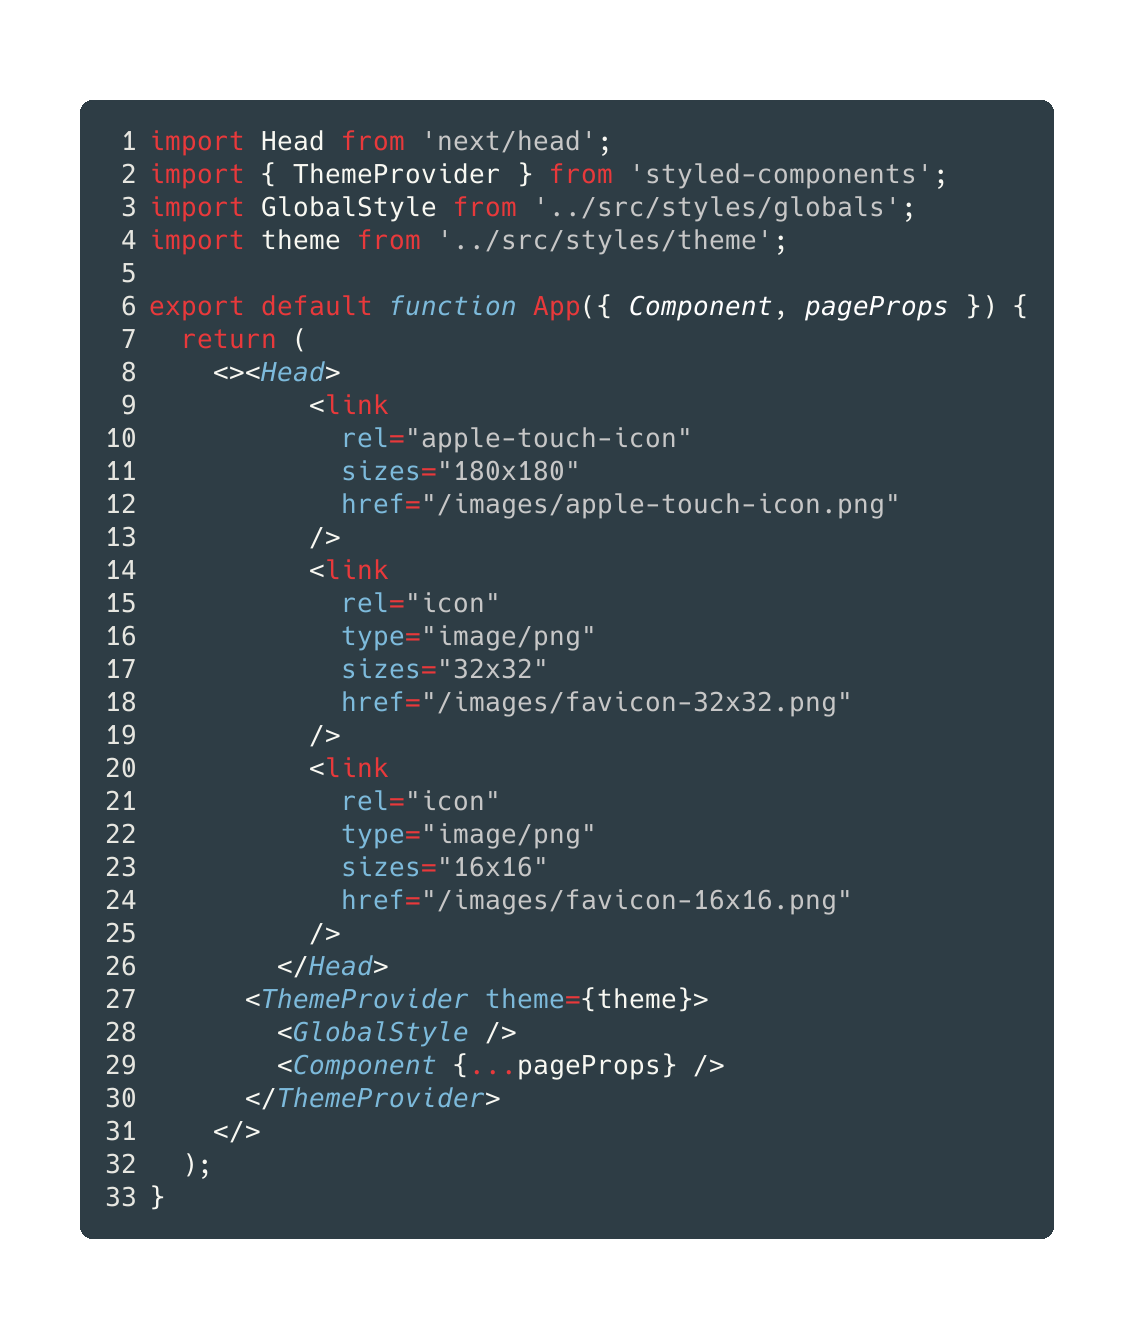 1 import Head from 'next/head';
2 import { ThemeProvider } from 'styled-components';
3 import GlobalStyle from '../src/styles/globals';
4 import theme from '../src/styles/theme';
5
6 export default function App({ Component, pageProps }) {
7   return (
8     <><Head>
9           <link
10             rel="apple-touch-icon"
11             sizes="180x180"
12             href="/images/apple-touch-icon.png"
13           />
14           <link
15             rel="icon"
16             type="image/png"
17             sizes="32x32"
18             href="/images/favicon-32x32.png"
19           />
20           <link
21             rel="icon"
22             type="image/png"
23             sizes="16x16"
24             href="/images/favicon-16x16.png"
25           />
26         </Head>
27       <ThemeProvider theme={theme}>
28         <GlobalStyle />
29         <Component {...pageProps} />
30       </ThemeProvider>
31     </>
32   );
33 }